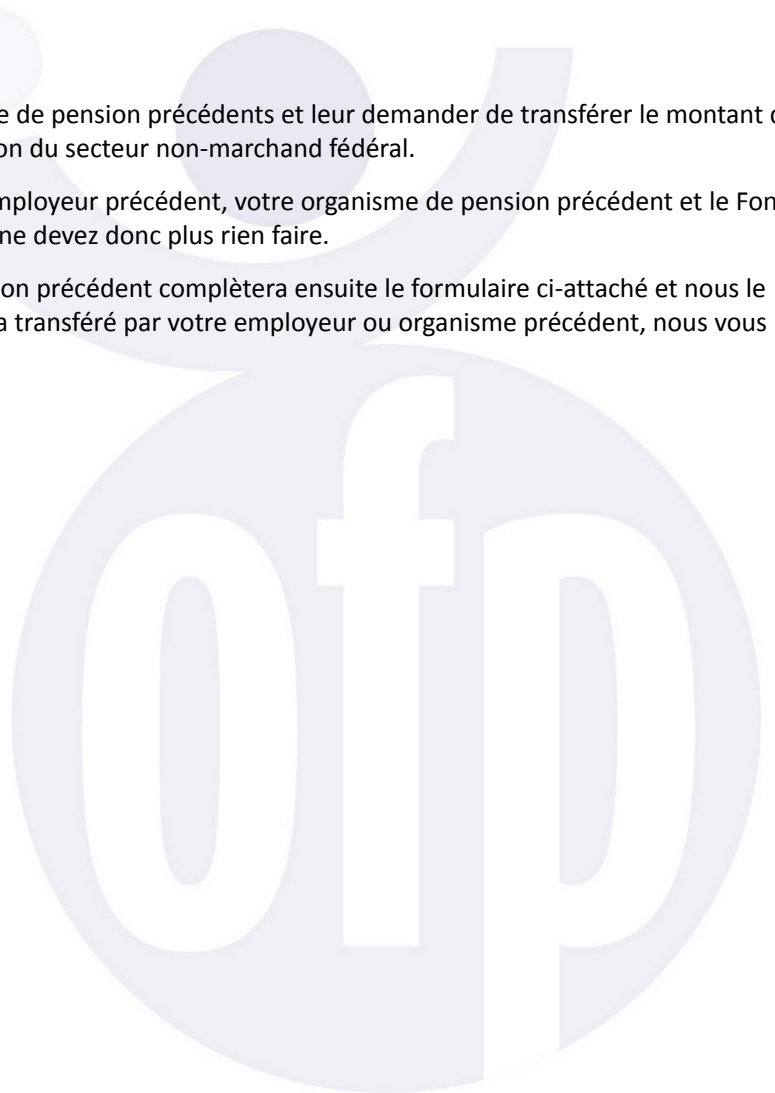 e de pension précédents et leur demander de transférer le montant
on du secteur non-marchand fédéral.
mployeur précédent, votre organisme de pension précédent et le Fon
ne devez donc plus rien faire.
on précédent complètera ensuite le formulaire ci-attaché et nous le
a transféré par votre employeur ou organisme précédent, nous vous
ofp